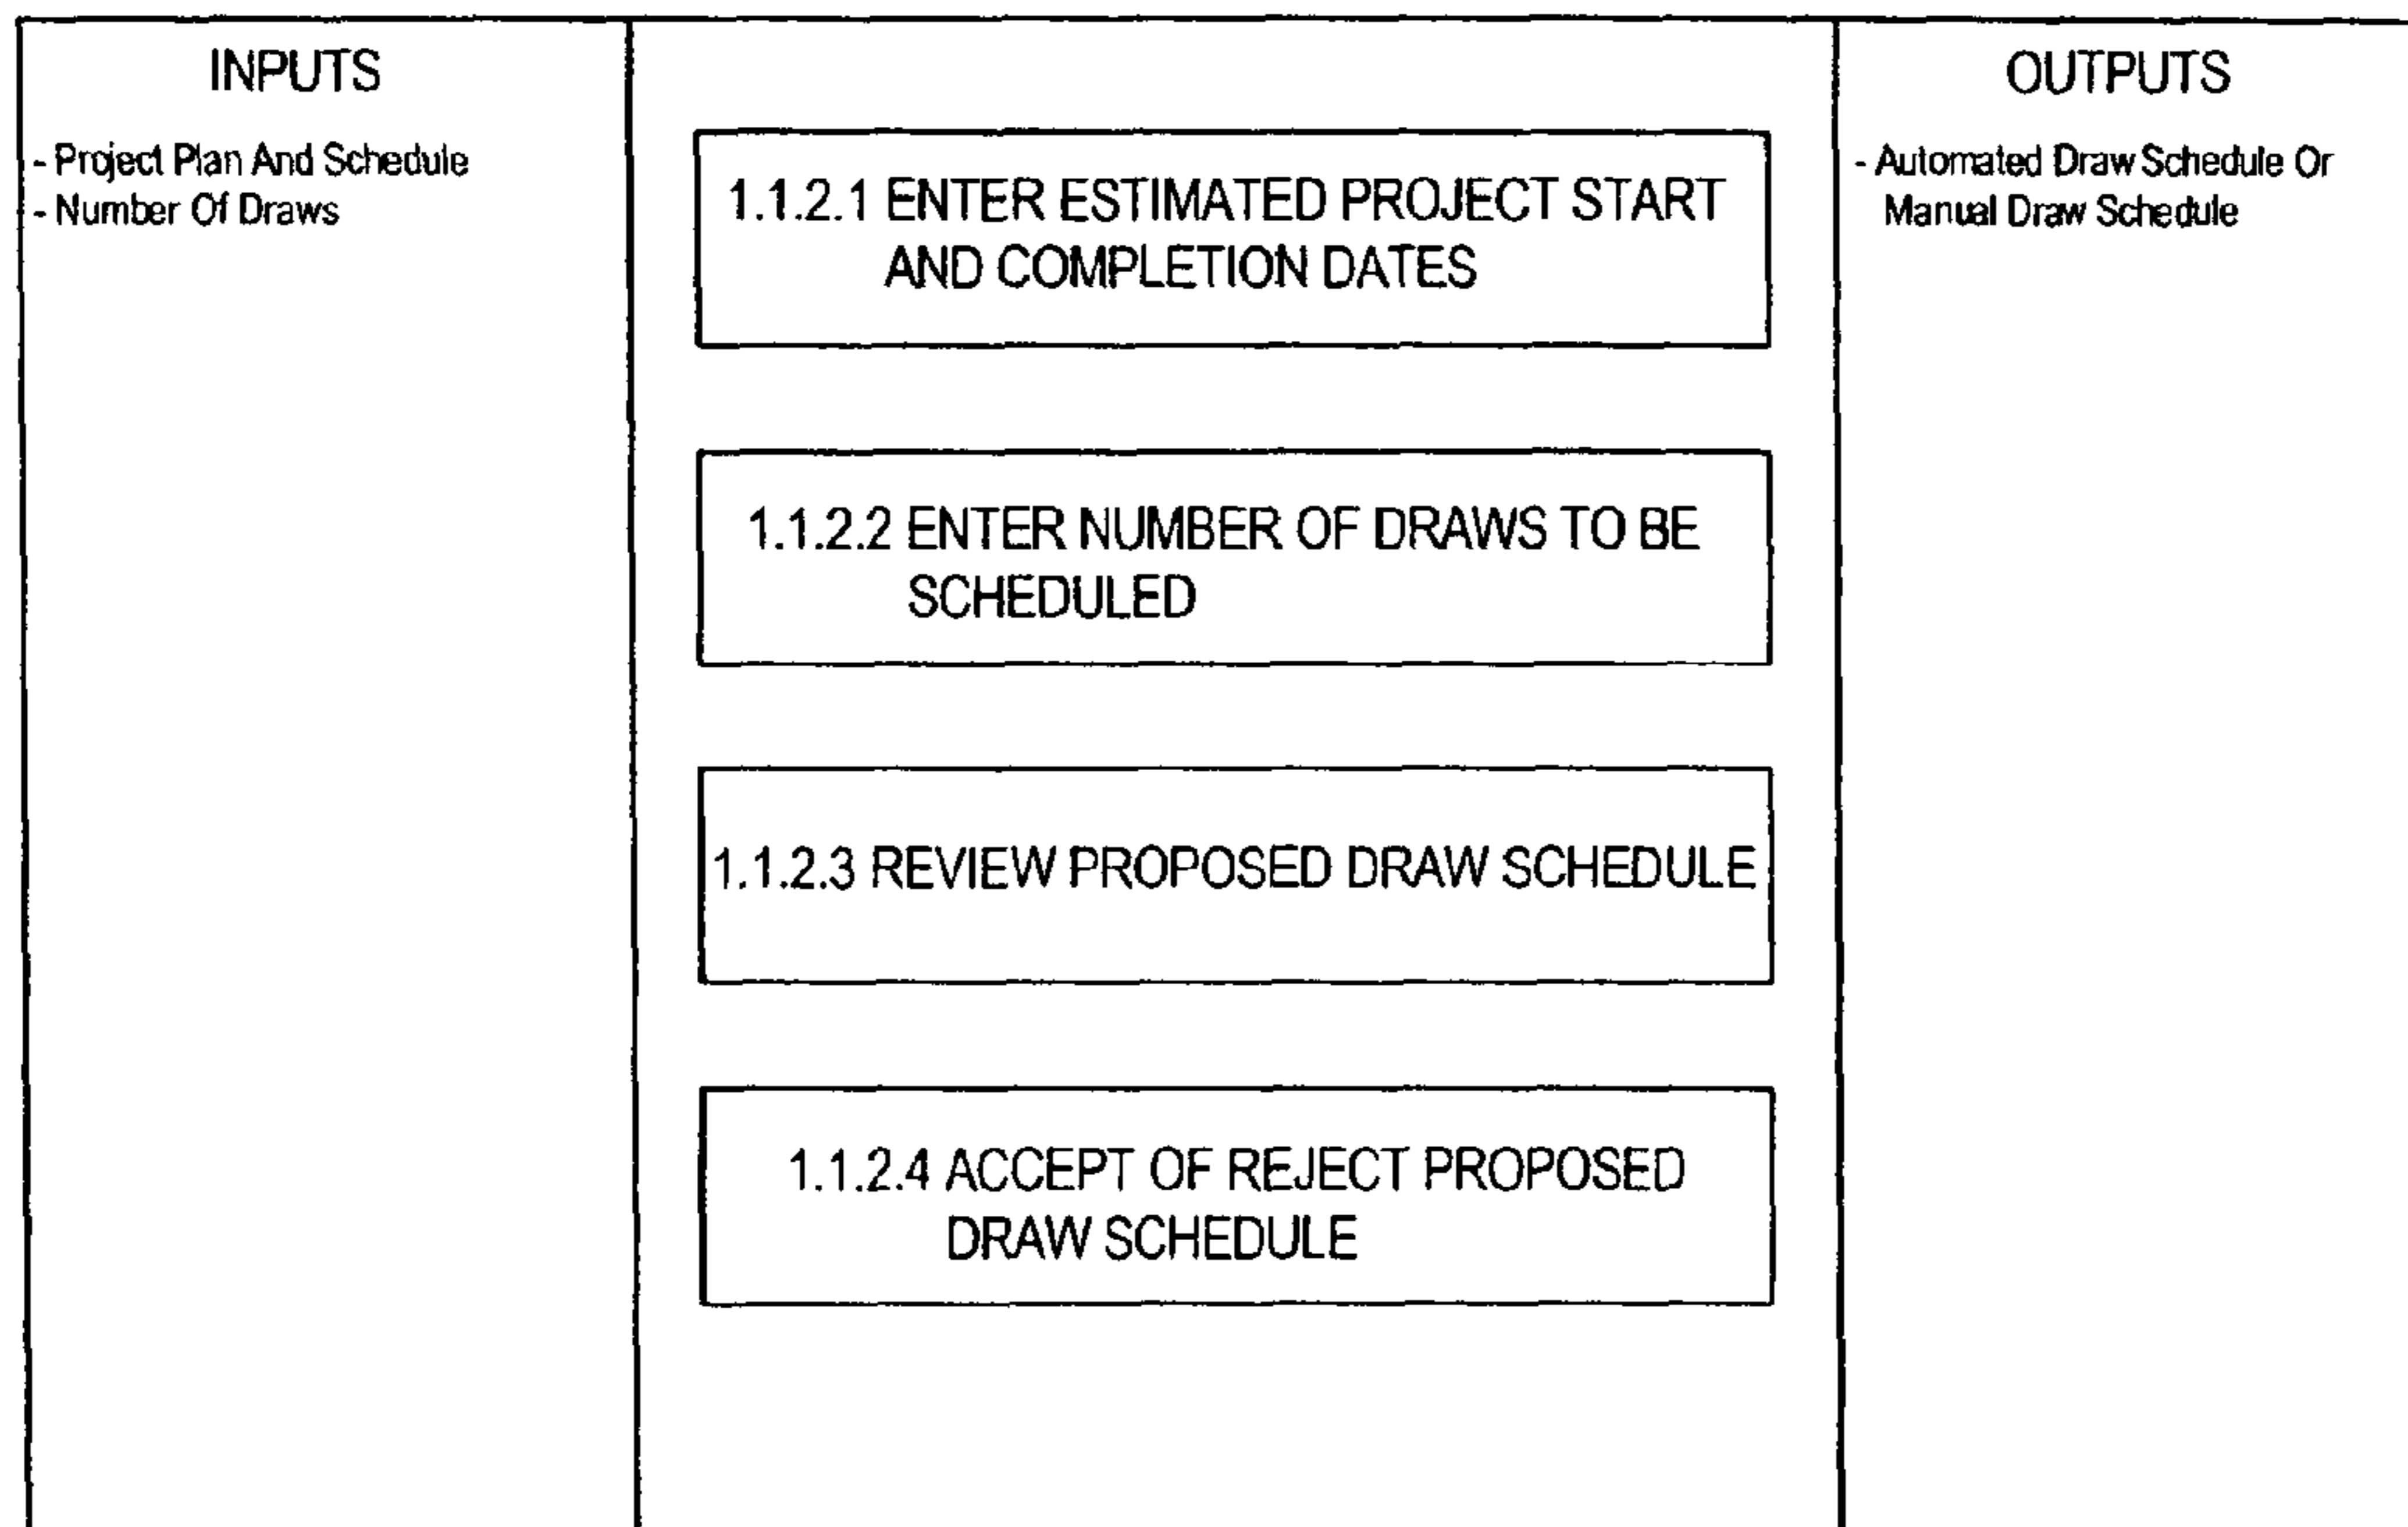 INPUTS
- Project Plan And Schedule
- Number Of Draws
1.1.2.1 ENTER ESTIMATED PROJECT START
AND COMPLETION DATES
1.1.2.2 ENTER NUMBER OF DRAWS TO BE
SCHEDULED
1.1.2.3 REVIEW PROPOSED DRAW SCHEDULE
1.1.2.4 ACCEPT OF REJECT PROPOSED
DRAW SCHEDULE
OUTPUTS
- Automated Draw Schedule Or
Manual Draw Schedule